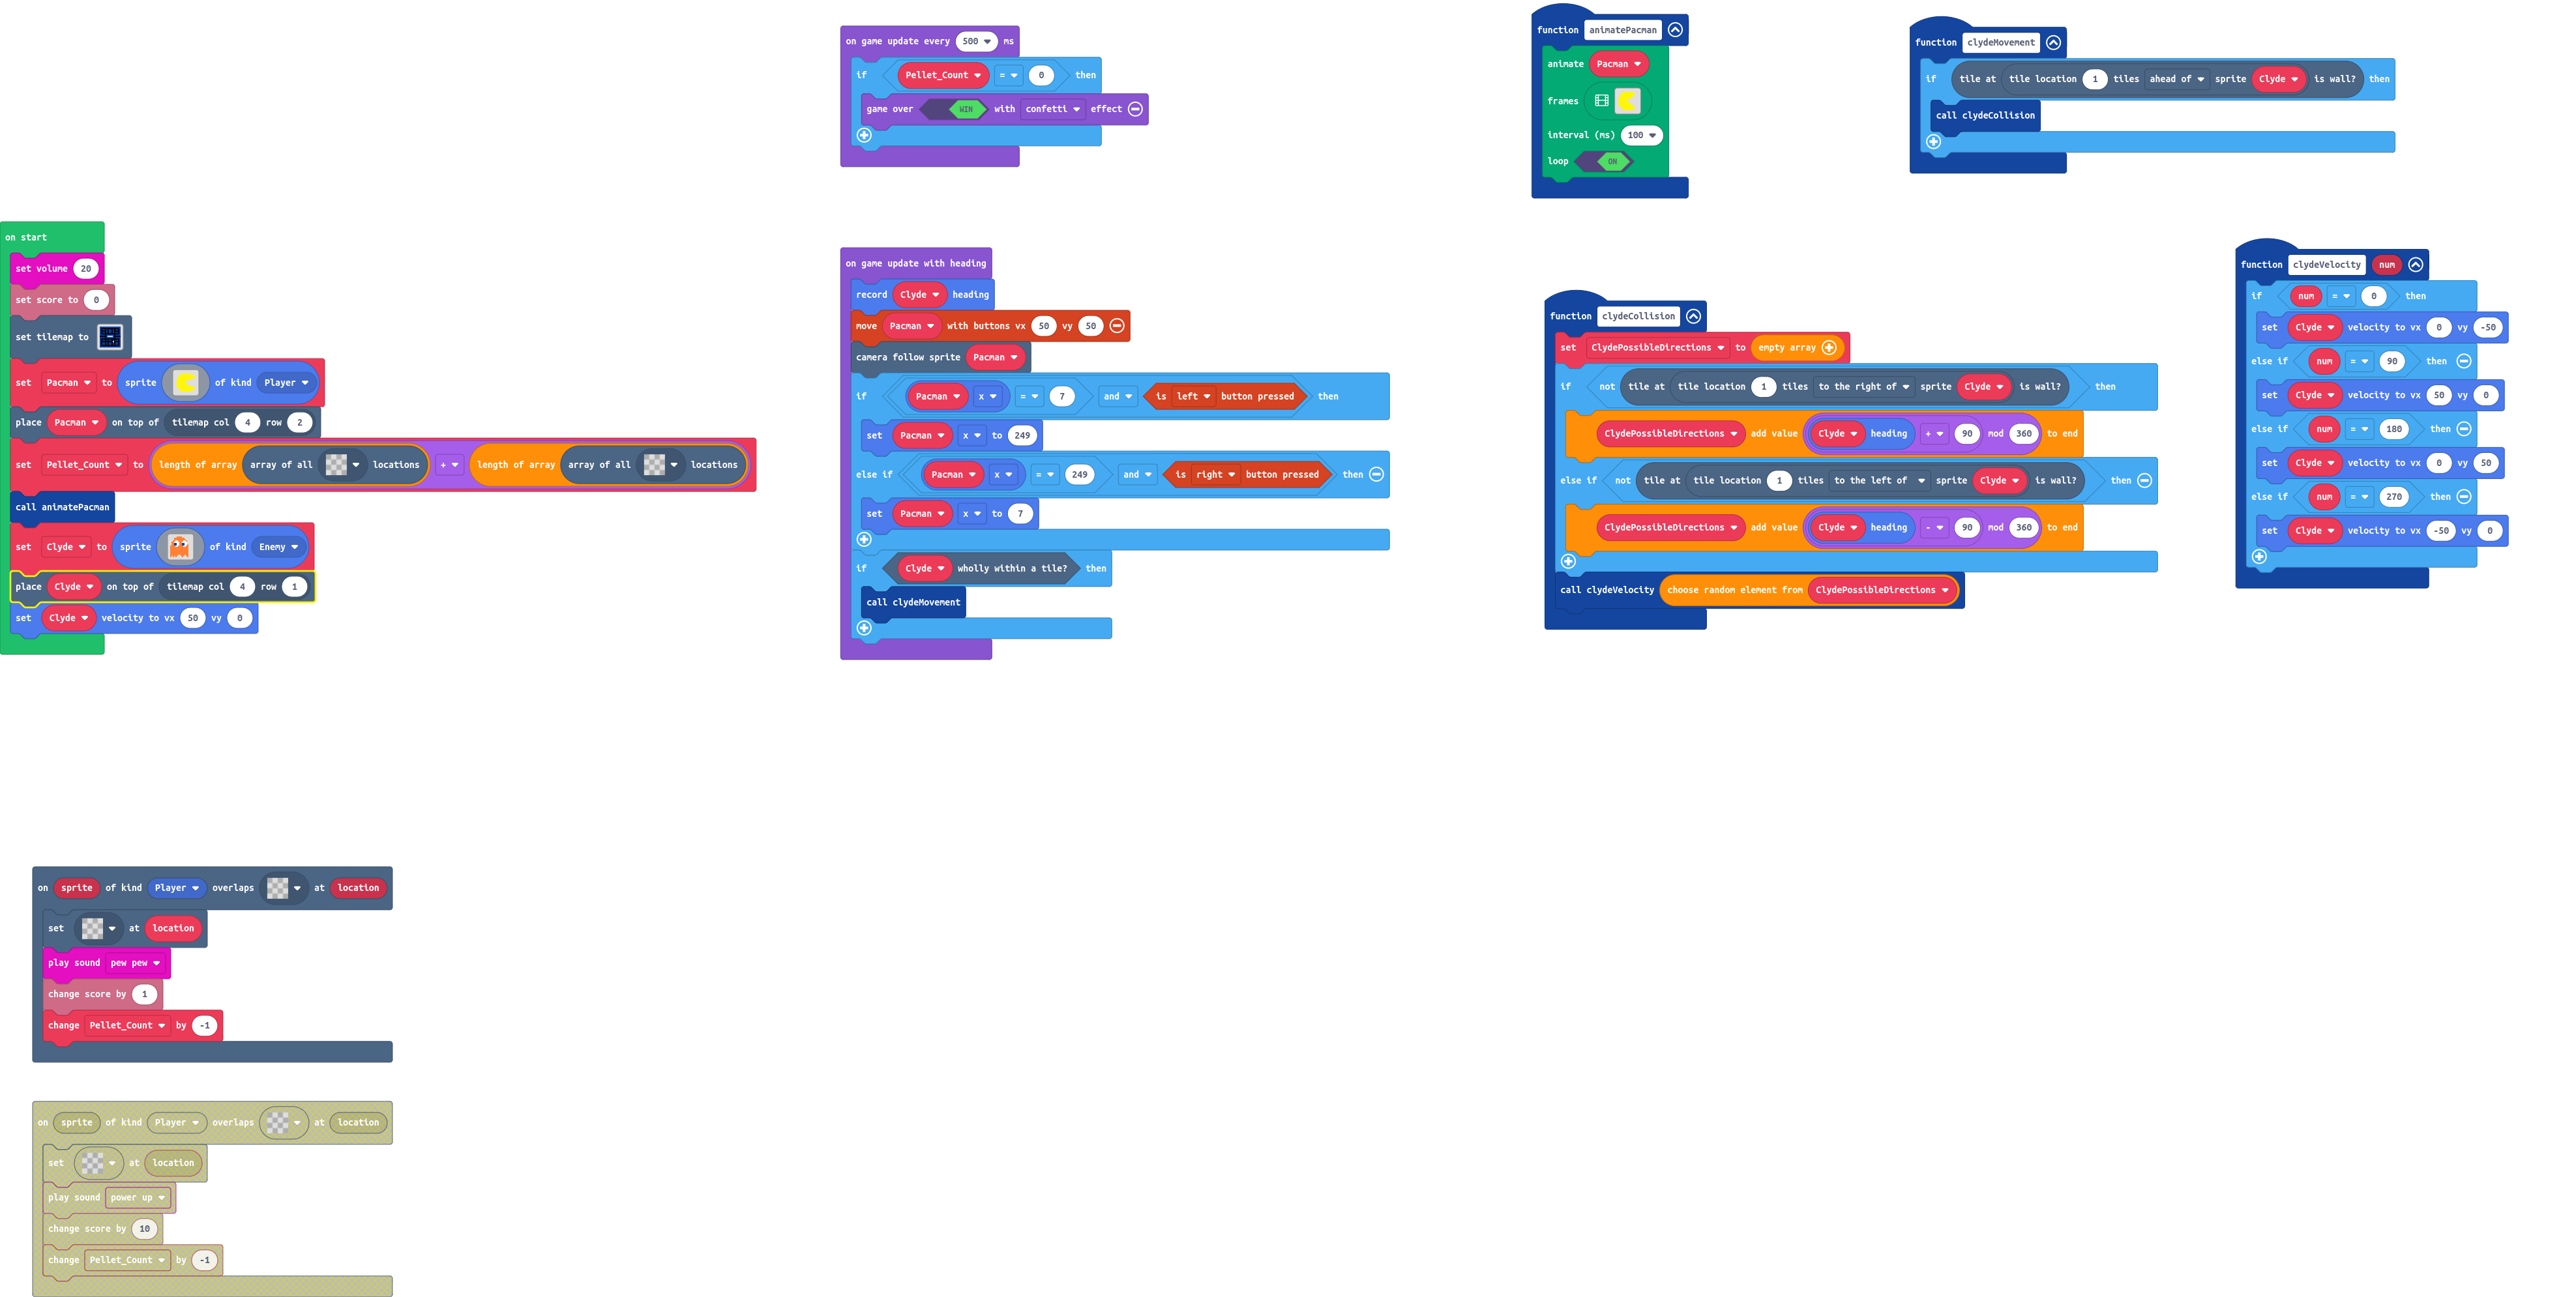 on start
set volume 20
set score to 0
set tilemap to
set Pacman to sprite of kind Player
place Pacman on top of tilemap col 4 row 2
set Pellet_Count to length of array array of all locations + length of array array of all locations
call animatePacman
set Clyde to sprite of kind Enemy
place Clyde on top of tilemap col 4 row 1
set Clyde velocity to vx 50 vy 0
on sprite of kind Player overlaps at location
set at location
play sound pew pew
change score by 1
change Pellet_Count by -1
on sprite of kind Player overlaps at location
set at location
play sound power up
change score by 10
change Pellet_Count by -1
on game update every 500 ms
if Pellet_Count = 0 then
game over WIN with confetti effect
on game update with heading
record Clyde heading
move Pacman with buttons vx 50 vy 50
camera follow sprite Pacman
if Pacman x = 7 and is left button pressed then
set Pacman x to 249
else if Pacman x = 249 and is right button pressed then
set Pacman x to 7
if Clyde wholly within a tile? then
call clydeMovement
function animatePacman
animate Pacman
frames
interval (ms) 100
loop ON
function clydeMovement
if tile at tile location 1 tiles ahead of sprite Clyde is wall? then
call clydeCollision
function clydeCollision
set ClydePossibleDirections to empty array
if not tile at tile location 1 tiles to the right of sprite Clyde is wall? then
ClydePossibleDirections add value Clyde heading + 90 mod 360 to end
else if not tile at tile location 1 tiles to the left of sprite Clyde is wall? then
ClydePossibleDirections add value Clyde heading - 90 mod 360 to end
call clydeVelocity choose random element from ClydePossibleDirections
function clydeVelocity num
if num = 0 then
set Clyde velocity to vx 0 vy -50
else if num = 90 then
set Clyde velocity to vx 50 vy 0
else if num = 180 then
set Clyde velocity to vx 0 vy 50
else if num = 270 then
set Clyde velocity to vx -50 vy 0